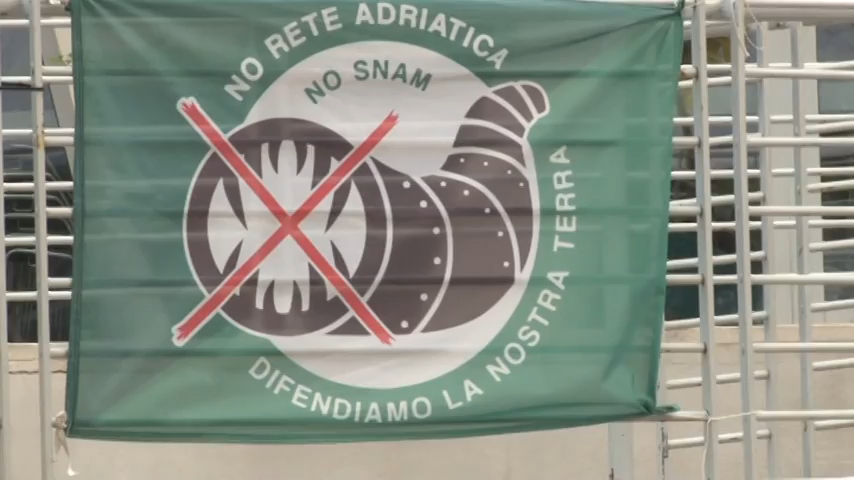 NO RETE ADRIATICA
NO SNAM
DIFENDIAMO LA NOSTRA TERRA